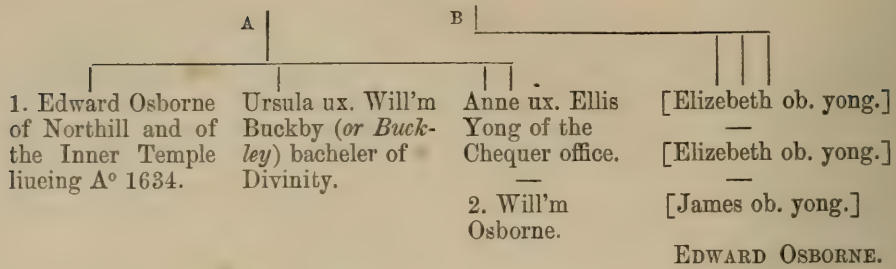 A
B
1. Edward Osborne
of Northill and of
the Inner Temple
liueing Aº 1634.
Ursula ux. Will'm
Buckby (or Buck-
ley) bacheler of
Divinity.
Anne ux. Ellis
Yong of the
Chequer office.
—
2. Will'm
Osborne.
[Elizebeth ob. yong.]
—
[Elizebeth ob. yong.]
—
[James ob. yong.]
EDWARD OSBORNE.